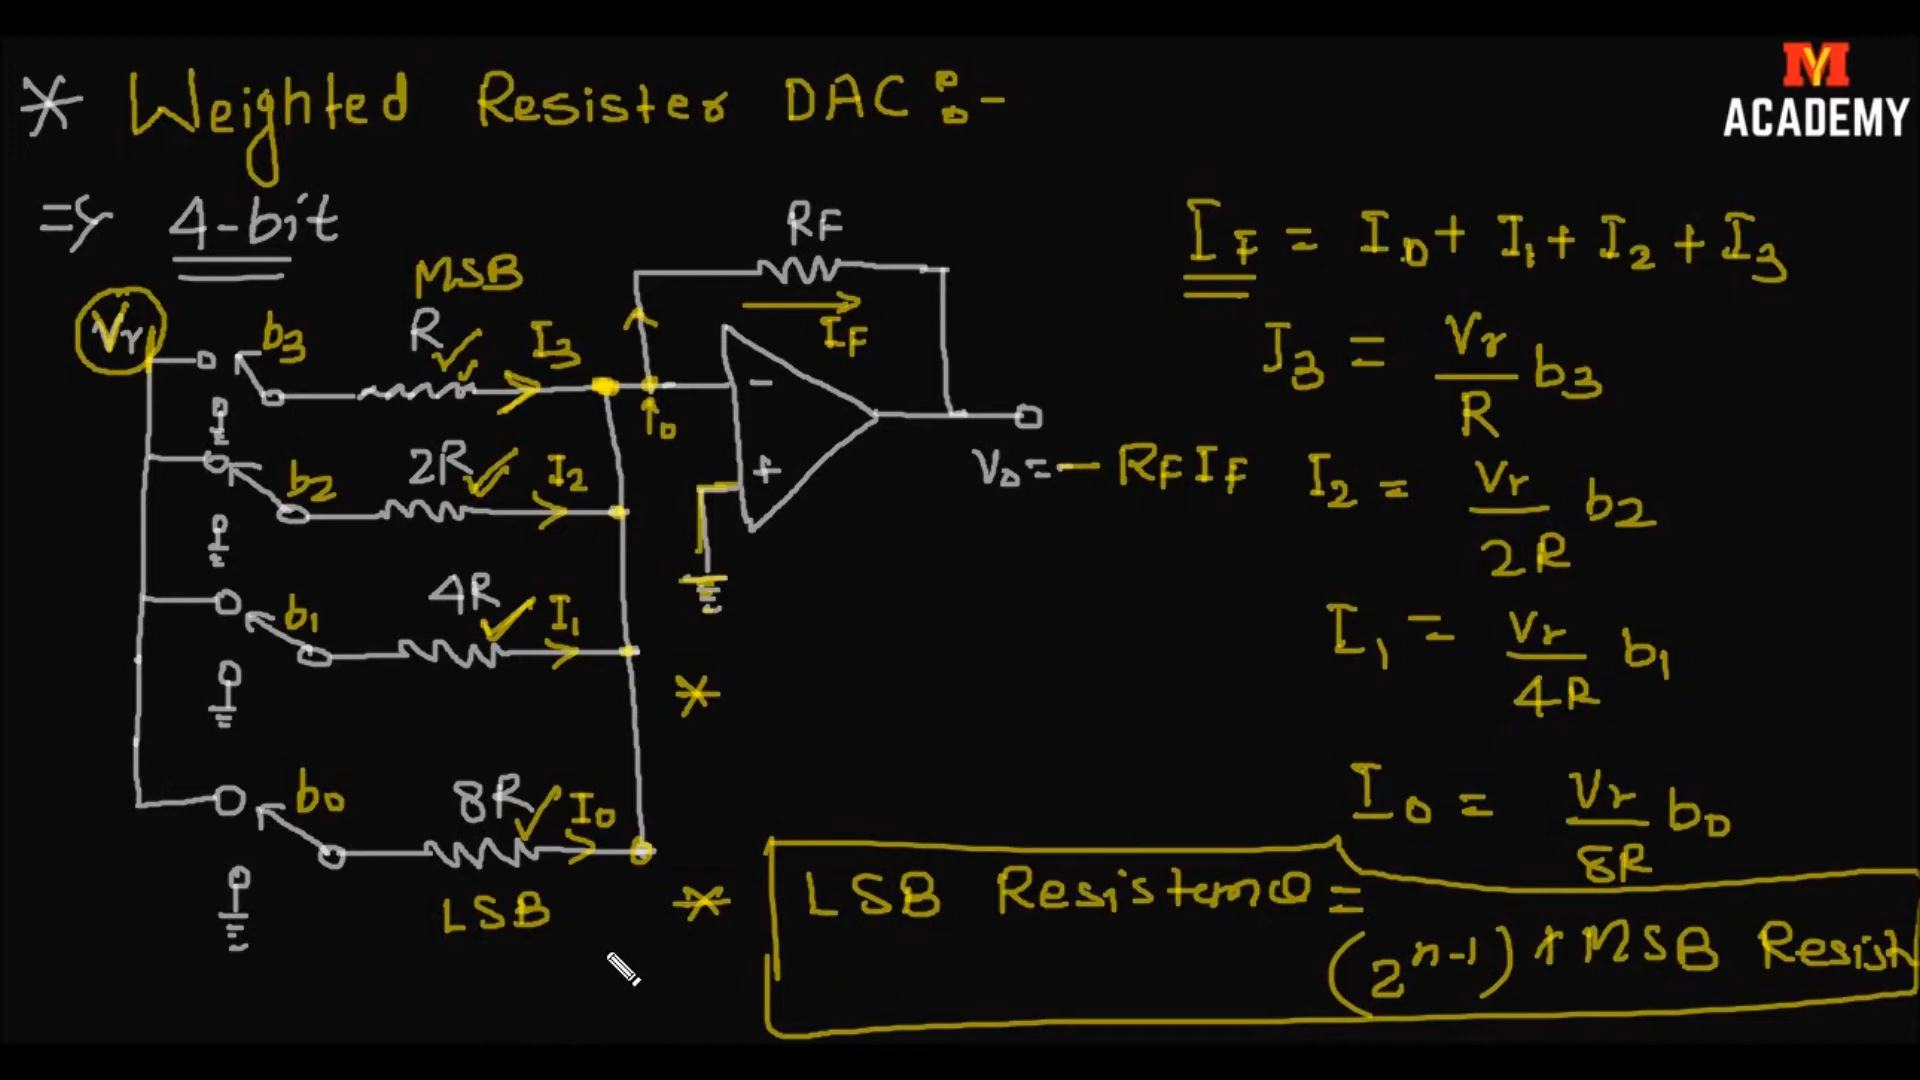 * Weighted Resister DAC :-
M
ACADEMY
=> 4-bit
RF
IF = I0 + I1 + I2 + I3
MSB
Vr
b3
R
I3
IF
I3 = Vr/R b3
-
+
V0 = - RF IF
b2
2R
I2
I2 = Vr/2R b2
b1
4R
I1
I1 = Vr/4R b1
*
b0
8R
I0
I0 = Vr/8R b0
LSB
* LSB Resistance =
(2^n-1) * MSB Resist